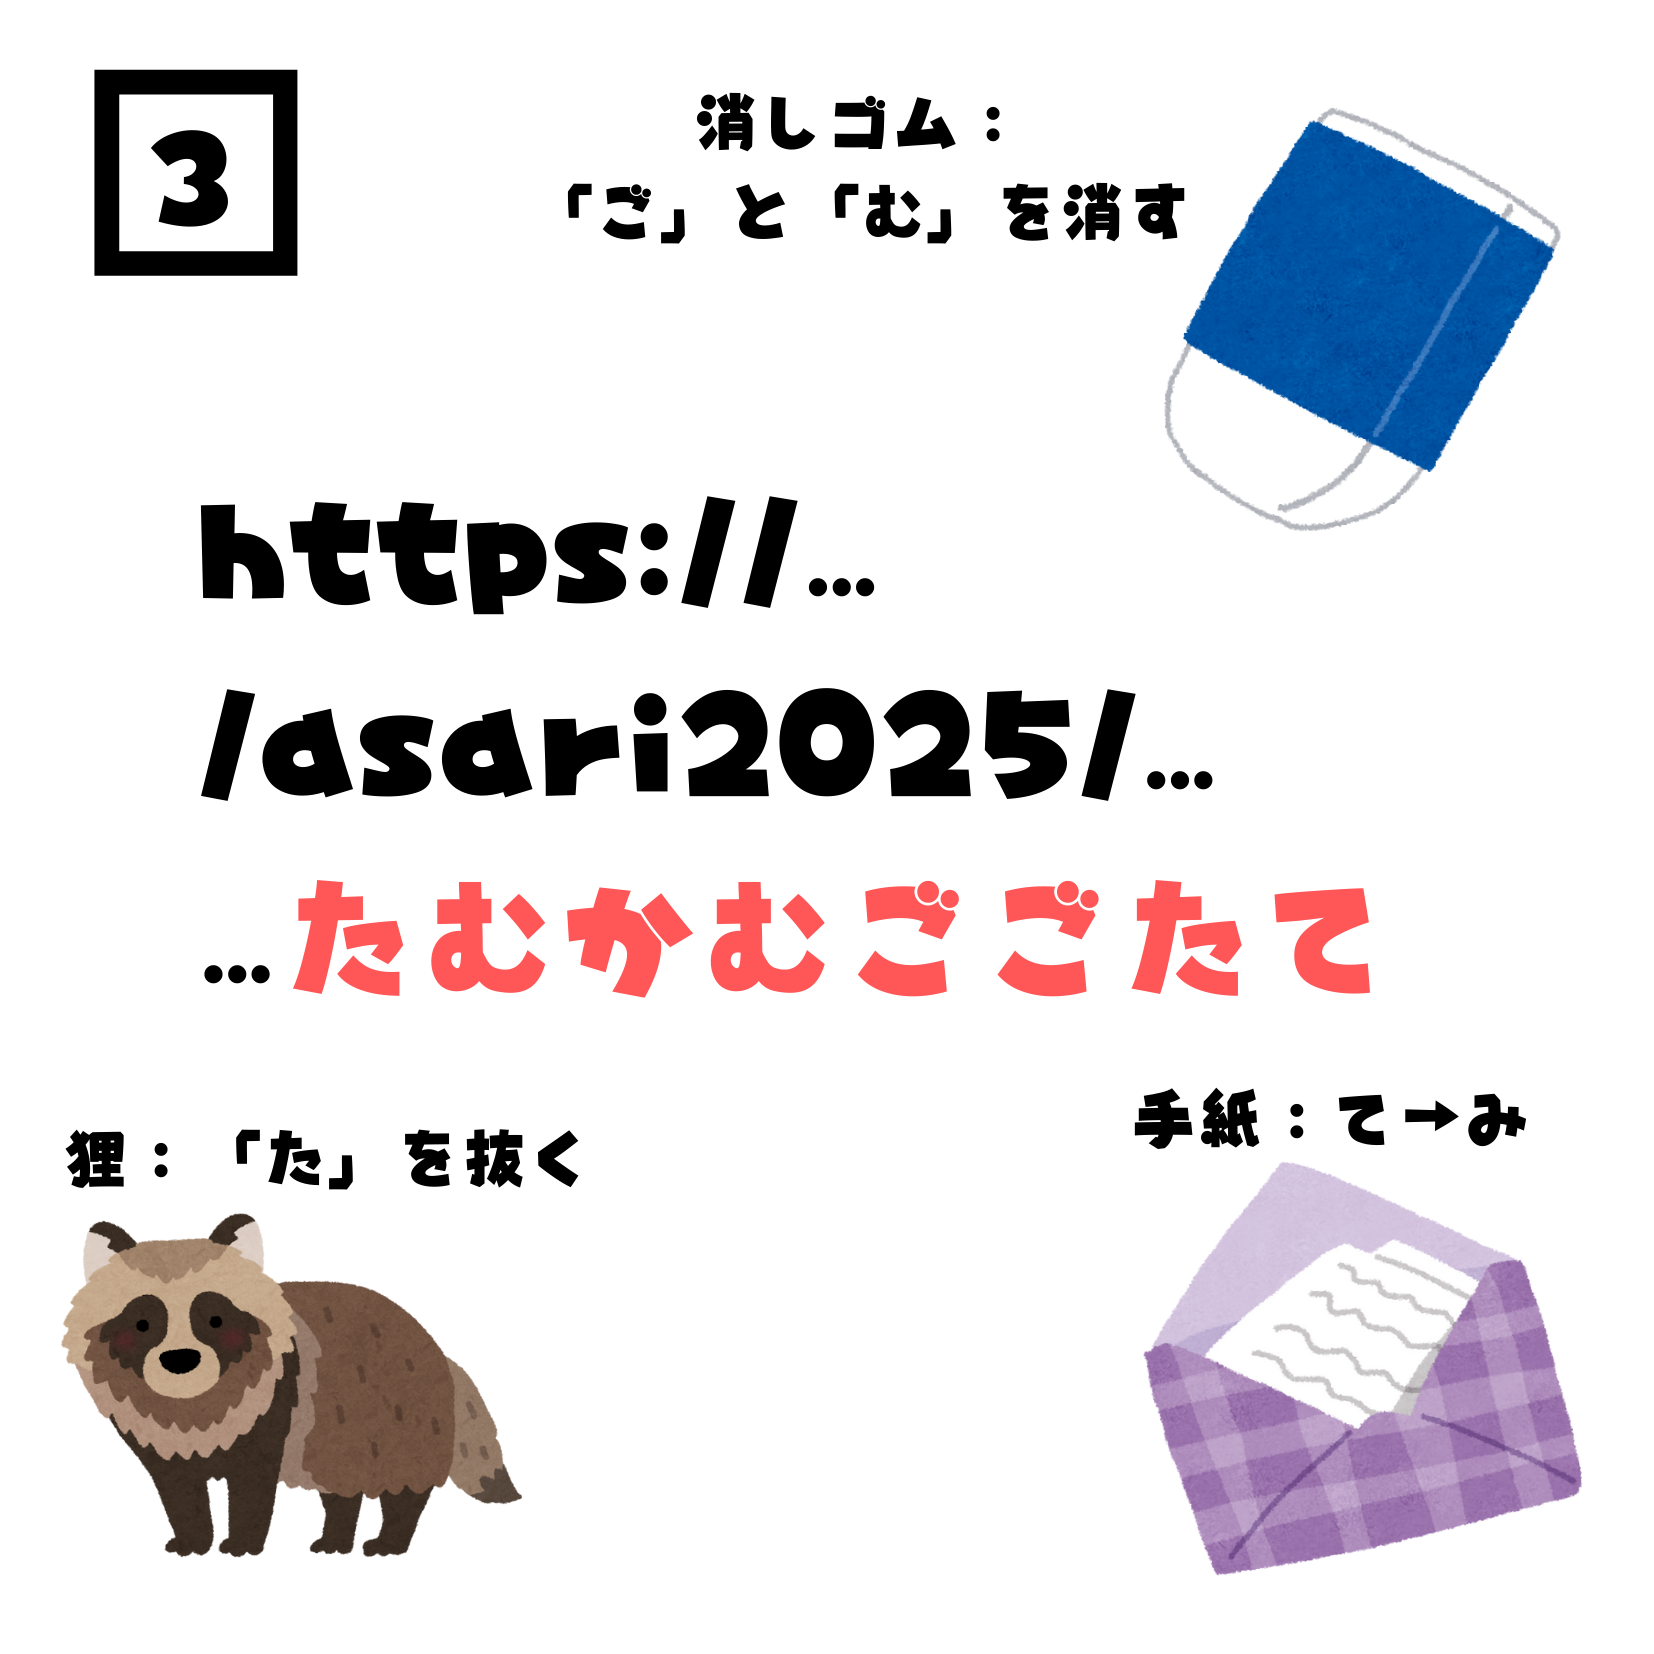 3
消しゴム：
「ご」と「む」を消す
https://…
/asari2025/…
…たむかむごごたて
手紙：て→み
狸：「た」を抜く